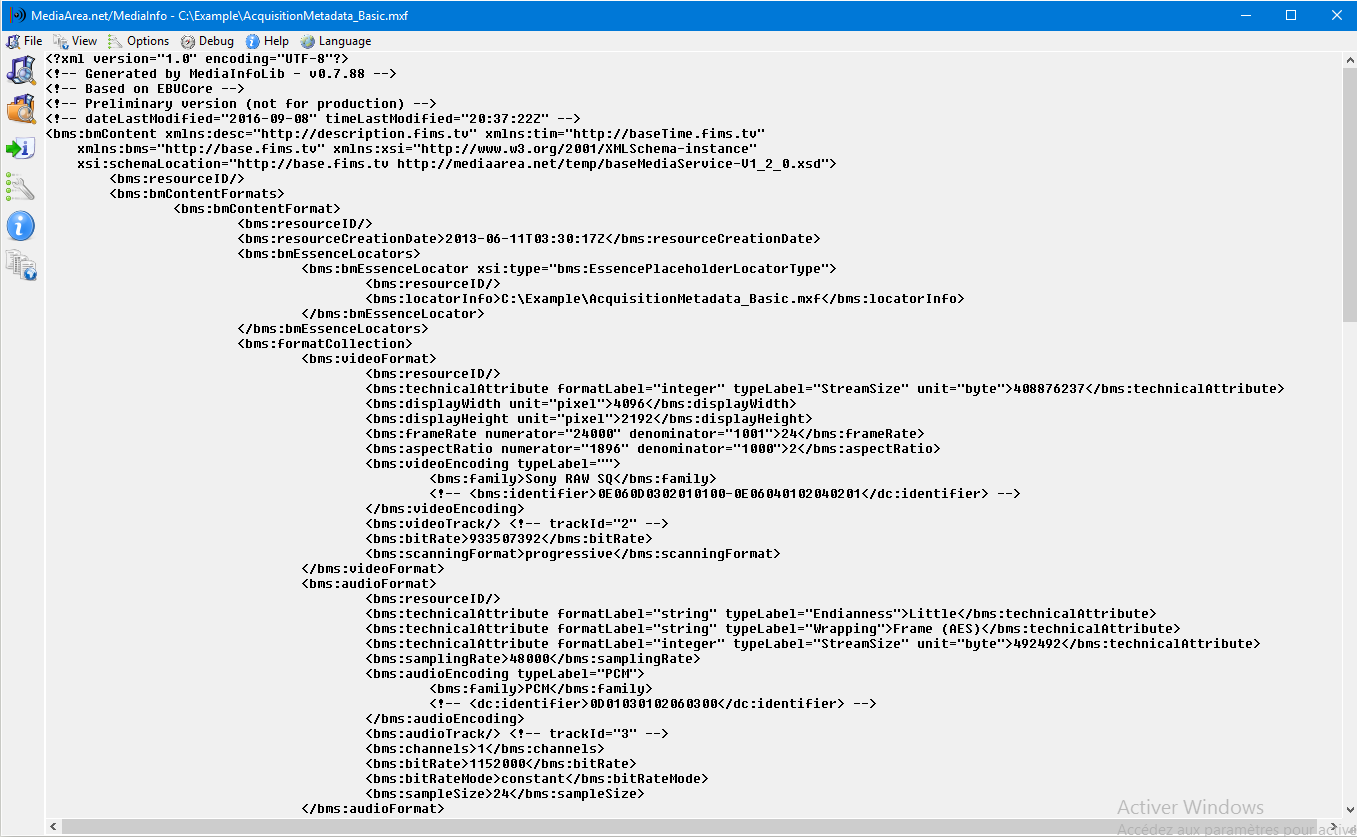 MediaArea.net/MediaInfo - C:\Example\AcquisitionMetadata_Basic.mxf
File View Options Debug Help Language
<?xml version="1.0" encoding="UTF-8"?>
<!-- Generated by MediaInfoLib - v0.7.88 -->
<!-- Based on EBUCore -->
<!-- Preliminary version (not for production) -->
<!-- dateLastModified="2016-09-08" timeLastModified="20:37:22Z" -->
<bms:bmContent xmlns:desc="http://description.fims.tv" xmlns:tim="http://baseTime.fims.tv"
xmlns:bms="http://base.fims.tv" xmlns:xsi="http://www.w3.org/2001/XMLSchema-instance"
xsi:schemaLocation="http://base.fims.tv http://mediaarea.net/temp/baseMediaService-V1_2_0.xsd">
<bms:resourceID/>
<bms:bmContentFormats>
<bms:bmContentFormat>
<bms:resourceID/>
<bms:resourceCreationDate>2013-06-11T03:30:17Z</bms:resourceCreationDate>
<bms:bmEssenceLocators>
<bms:bmEssenceLocator xsi:type="bms:EssencePlaceholderLocatorType">
<bms:resourceID/>
<bms:locatorInfo>C:\Example\AcquisitionMetadata_Basic.mxf</bms:locatorInfo>
</bms:bmEssenceLocator>
</bms:bmEssenceLocators>
<bms:formatCollection>
<bms:videoFormat>
<bms:resourceID/>
<bms:technicalAttribute formatLabel="integer" typeLabel="StreamSize" unit="byte">408876237</bms:technicalAttribute>
<bms:displayWidth unit="pixel">4096</bms:displayWidth>
<bms:displayHeight unit="pixel">2192</bms:displayHeight>
<bms:frameRate numerator="24000" denominator="1001">24</bms:frameRate>
<bms:aspectRatio numerator="1896" denominator="1000">2</bms:aspectRatio>
<bms:videoEncoding typeLabel="">
<bms:family>Sony RAW SQ</bms:family>
<!-- <bms:identifier>0E060D0302010100-0E06040102040201</dc:identifier> -->
</bms:videoEncoding>
<bms:videoTrack/> <!-- trackId="2" -->
<bms:bitRate>933507392</bms:bitRate>
<bms:scanningFormat>progressive</bms:scanningFormat>
</bms:videoFormat>
<bms:audioFormat>
<bms:resourceID/>
<bms:technicalAttribute formatLabel="string" typeLabel="Endianness">Little</bms:technicalAttribute>
<bms:technicalAttribute formatLabel="string" typeLabel="Wrapping">Frame (AES)</bms:technicalAttribute>
<bms:technicalAttribute formatLabel="integer" typeLabel="StreamSize" unit="byte">492492</bms:technicalAttribute>
<bms:samplingRate>48000</bms:samplingRate>
<bms:audioEncoding typeLabel="PCM">
<bms:family>PCM</bms:family>
<!-- <dc:identifier>0D01030102060300</dc:identifier> -->
</bms:audioEncoding>
<bms:audioTrack/> <!-- trackId="3" -->
<bms:channels>1</bms:channels>
<bms:bitRate>1152000</bms:bitRate>
<bms:bitRateMode>constant</bms:bitRateMode>
<bms:sampleSize>24</bms:sampleSize>
</bms:audioFormat>
Activer Windows
Accédez aux paramètres pour